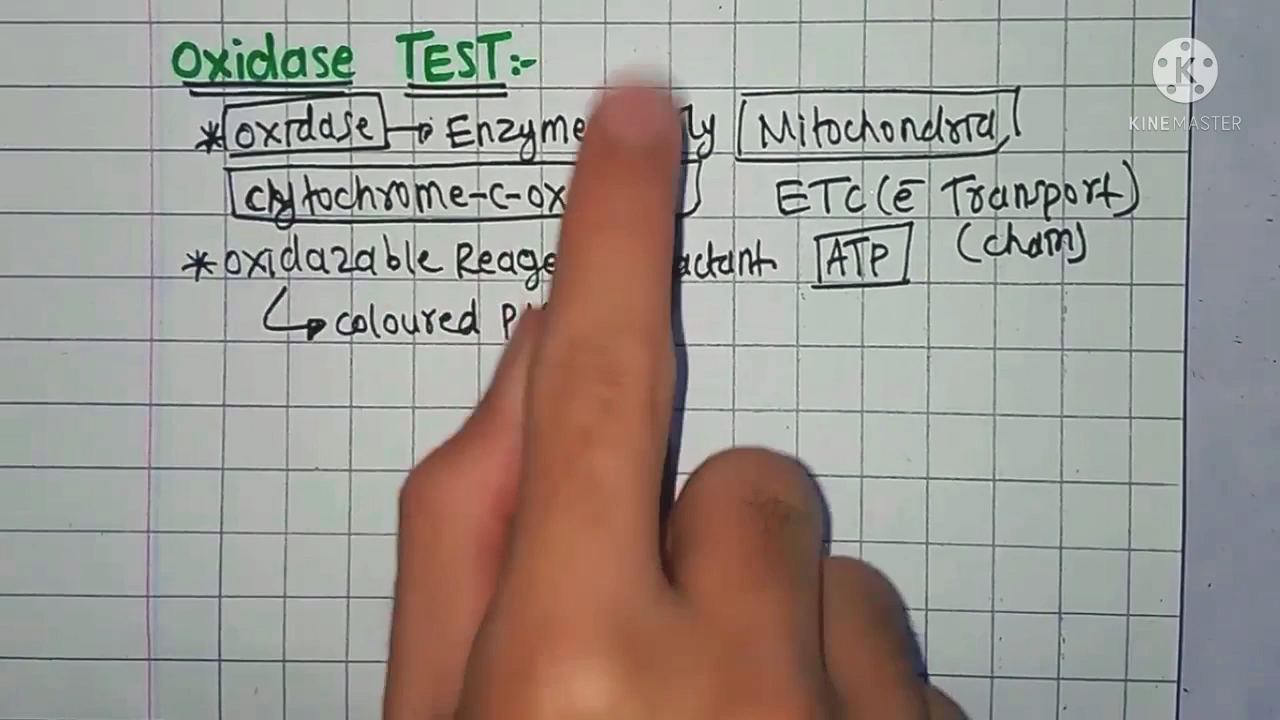 Oxidase TEST:-
* oxidase → Enzyme Mitochondria
Cytochrome-C-ox ETC (e̅ Transport)
* oxidazable Reage actant ATP (chain)
↳ coloured P
K
KINEMASTER